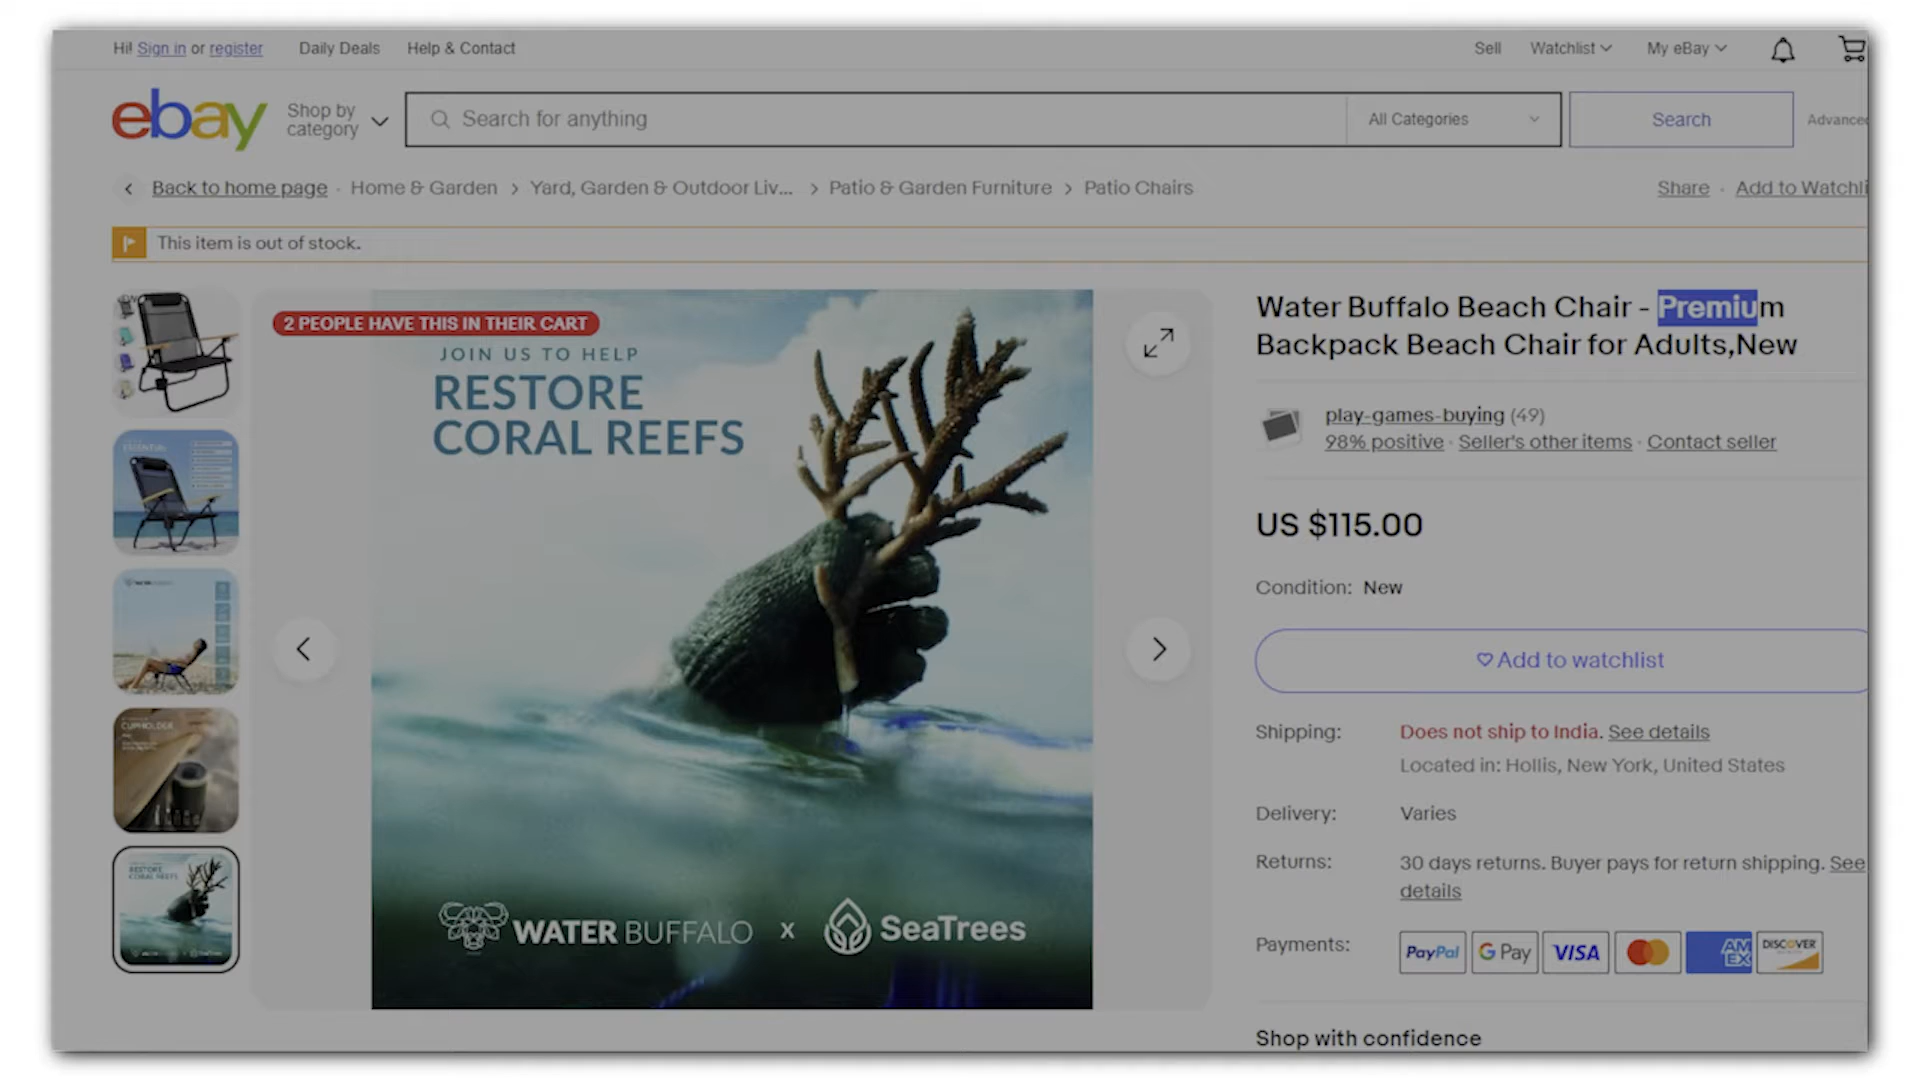 Hi! Sign in or register Daily Deals Help & Contact Sell Watchlist My eBay
ebay Shop by category Search for anything All Categories Search Advanced
Back to home page · Home & Garden > Yard, Garden & Outdoor Liv... > Patio & Garden Furniture > Patio Chairs Share · Add to Watchli
This item is out of stock.
2 PEOPLE HAVE THIS IN THEIR CART
JOIN US TO HELP
RESTORE
CORAL REEFS
WATER BUFFALO x SeaTrees
CUPHOLDER
RESTORE
CORAL REEFS
Water Buffalo Beach Chair - Premium
Backpack Beach Chair for Adults,New
play-games-buying (49)
98% positive · Seller's other items · Contact seller
US $115.00
Condition: New
Add to watchlist
Shipping: Does not ship to India. See details
Located in: Hollis, New York, United States
Delivery: Varies
Returns: 30 days returns. Buyer pays for return shipping. See
details
Payments: PayPal G Pay VISA AM EX DISCOVER
Shop with confidence